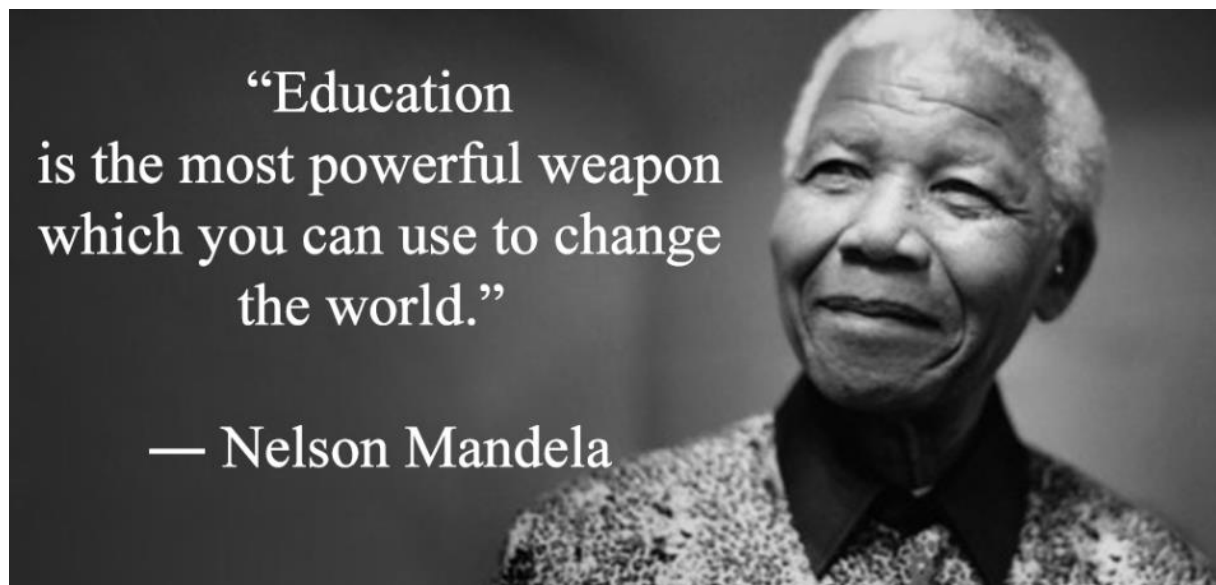 “Education
is the most powerful weapon
which you can use to change
the world.”
— Nelson Mandela